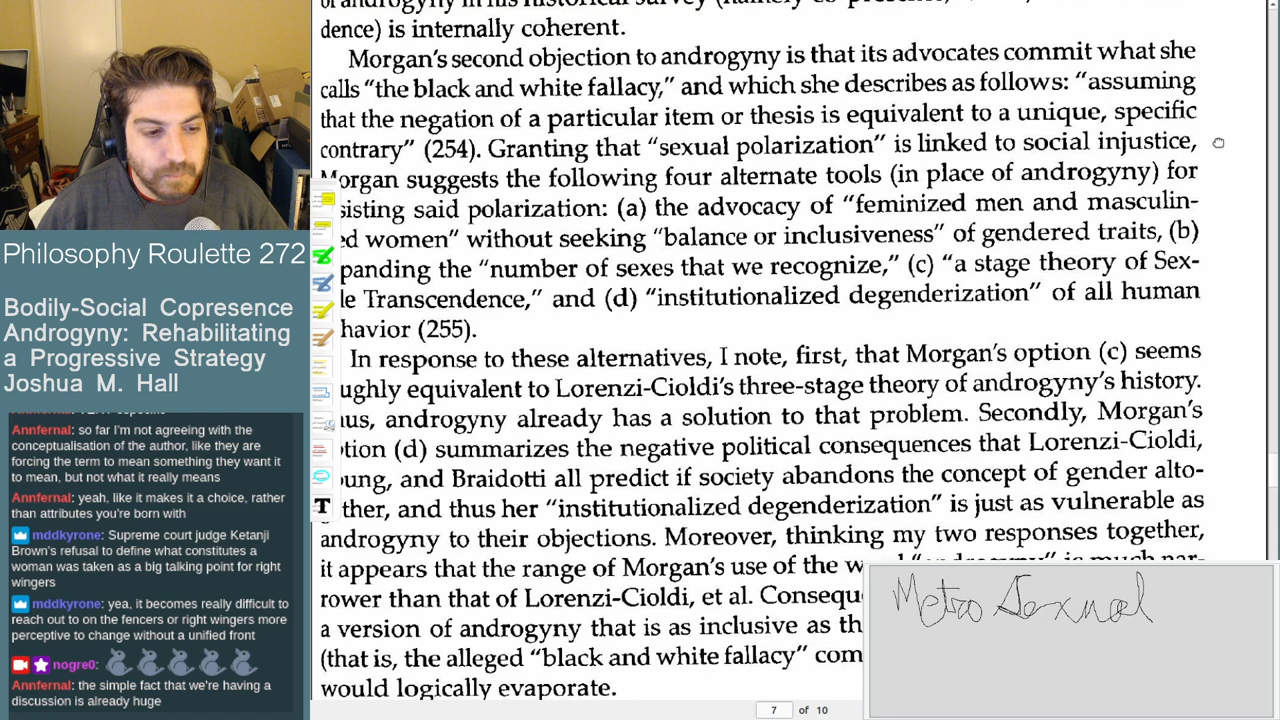 dence) is internally coherent.
Morgan's second objection to androgyny is that its advocates commit what she
calls "the black and white fallacy," and which she describes as follows: "assuming
that the negation of a particular item or thesis is equivalent to a unique, specific
contrary" (254). Granting that "sexual polarization" is linked to social injustice,
Morgan suggests the following four alternate tools (in place of androgyny) for
sisting said polarization: (a) the advocacy of "feminized men and masculin-
ed women" without seeking "balance or inclusiveness" of gendered traits, (b)
panding the "number of sexes that we recognize," (c) "a stage theory of Sex-
le Transcendence," and (d) "institutionalized degenderization" of all human
havior (255).
In response to these alternatives, I note, first, that Morgan's option (c) seems
ughly equivalent to Lorenzi-Cioldi's three-stage theory of androgyny's history.
us, androgyny already has a solution to that problem. Secondly, Morgan's
tion (d) summarizes the negative political consequences that Lorenzi-Cioldi,
ung, and Braidotti all predict if society abandons the concept of gender alto-
ther, and thus her "institutionalized degenderization" is just as vulnerable as
androgyny to their objections. Moreover, thinking my two responses together,
it appears that the range of Morgan's use of the w
rower than that of Lorenzi-Cioldi, et al. Consequ
a version of androgyny that is as inclusive as th
(that is, the alleged "black and white fallacy" com
would logically evaporate.
7 of 10
T
Metro Sexual
Philosophy Roulette 272
Bodily-Social Copresence
Androgyny: Rehabilitating
a Progressive Strategy
Joshua M. Hall
Annfernal: so far I'm not agreeing with the
conceptualisation of the author, like they are
forcing the term to mean something they want it
to mean, but not what it really means
Annfernal: yeah, like it makes it a choice, rather
than attributes you're born with
mddkyrone: Supreme court judge Ketanji
Brown's refusal to define what constitutes a
woman was taken as a big talking point for right
wingers
mddkyrone: yea, it becomes really difficult to
reach out to on the fencers or right wingers more
perceptive to change without a unified front
nogre0:
Annfernal: the simple fact that we're having a
discussion is already huge